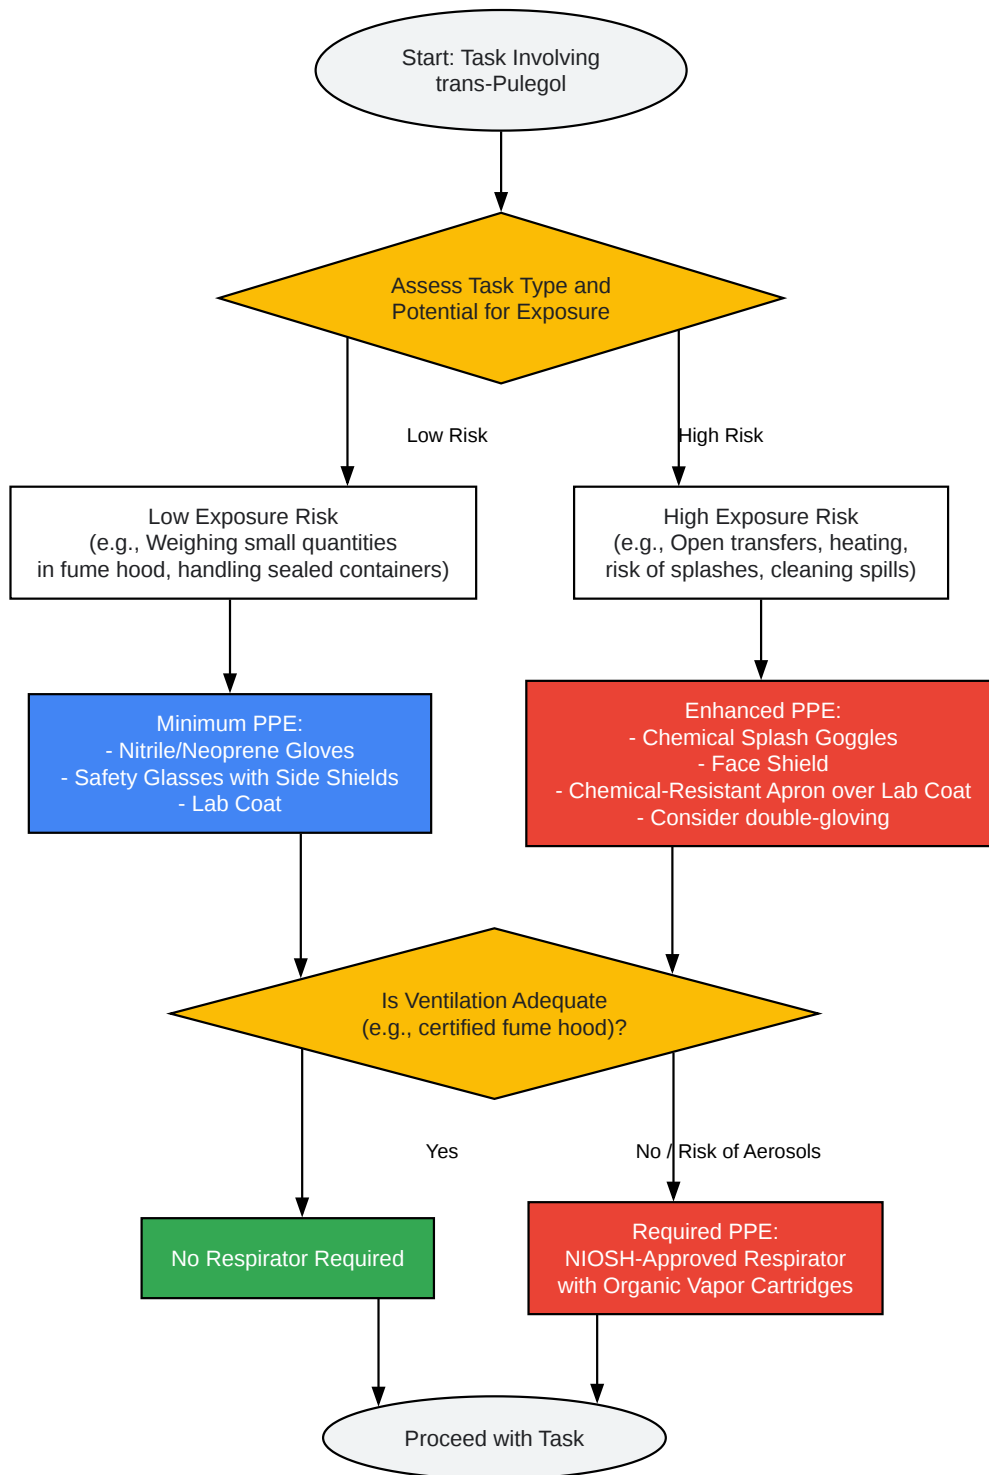 Start: Task Involving
trans-Pulegol
Assess Task Type and
Potential for Exposure
Low Risk
High Risk
Low Exposure Risk
(e.g., Weighing small quantities
in fume hood, handling sealed containers)
High Exposure Risk
(e.g., Open transfers, heating,
risk of splashes, cleaning spills)
Minimum PPE:
- Nitrile/Neoprene Gloves
- Safety Glasses with Side Shields
- Lab Coat
Enhanced PPE:
- Chemical Splash Goggles
- Face Shield
- Chemical-Resistant Apron over Lab Coat
- Consider double-gloving
Is Ventilation Adequate
(e.g., certified fume hood)?
Yes
No / Risk of Aerosols
No Respirator Required
Required PPE:
NIOSH-Approved Respirator
with Organic Vapor Cartridges
Proceed with Task